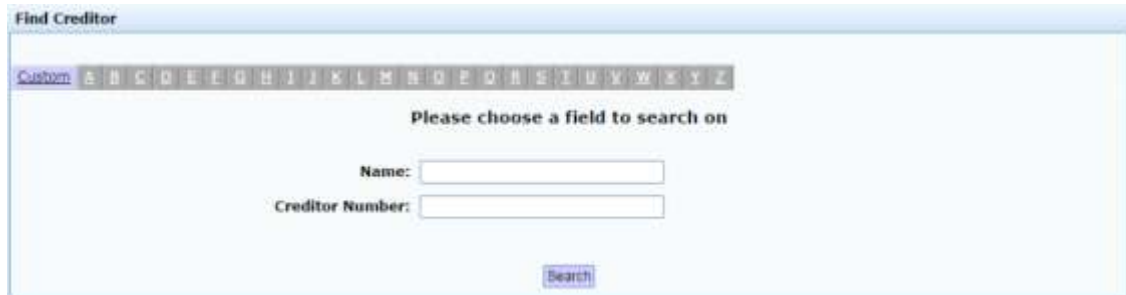 Find Creditor
Custom A B C D E F G H I J K L M N O P Q R S T U V W X Y Z
Please choose a field to search on
Name:
Creditor Number:
Search